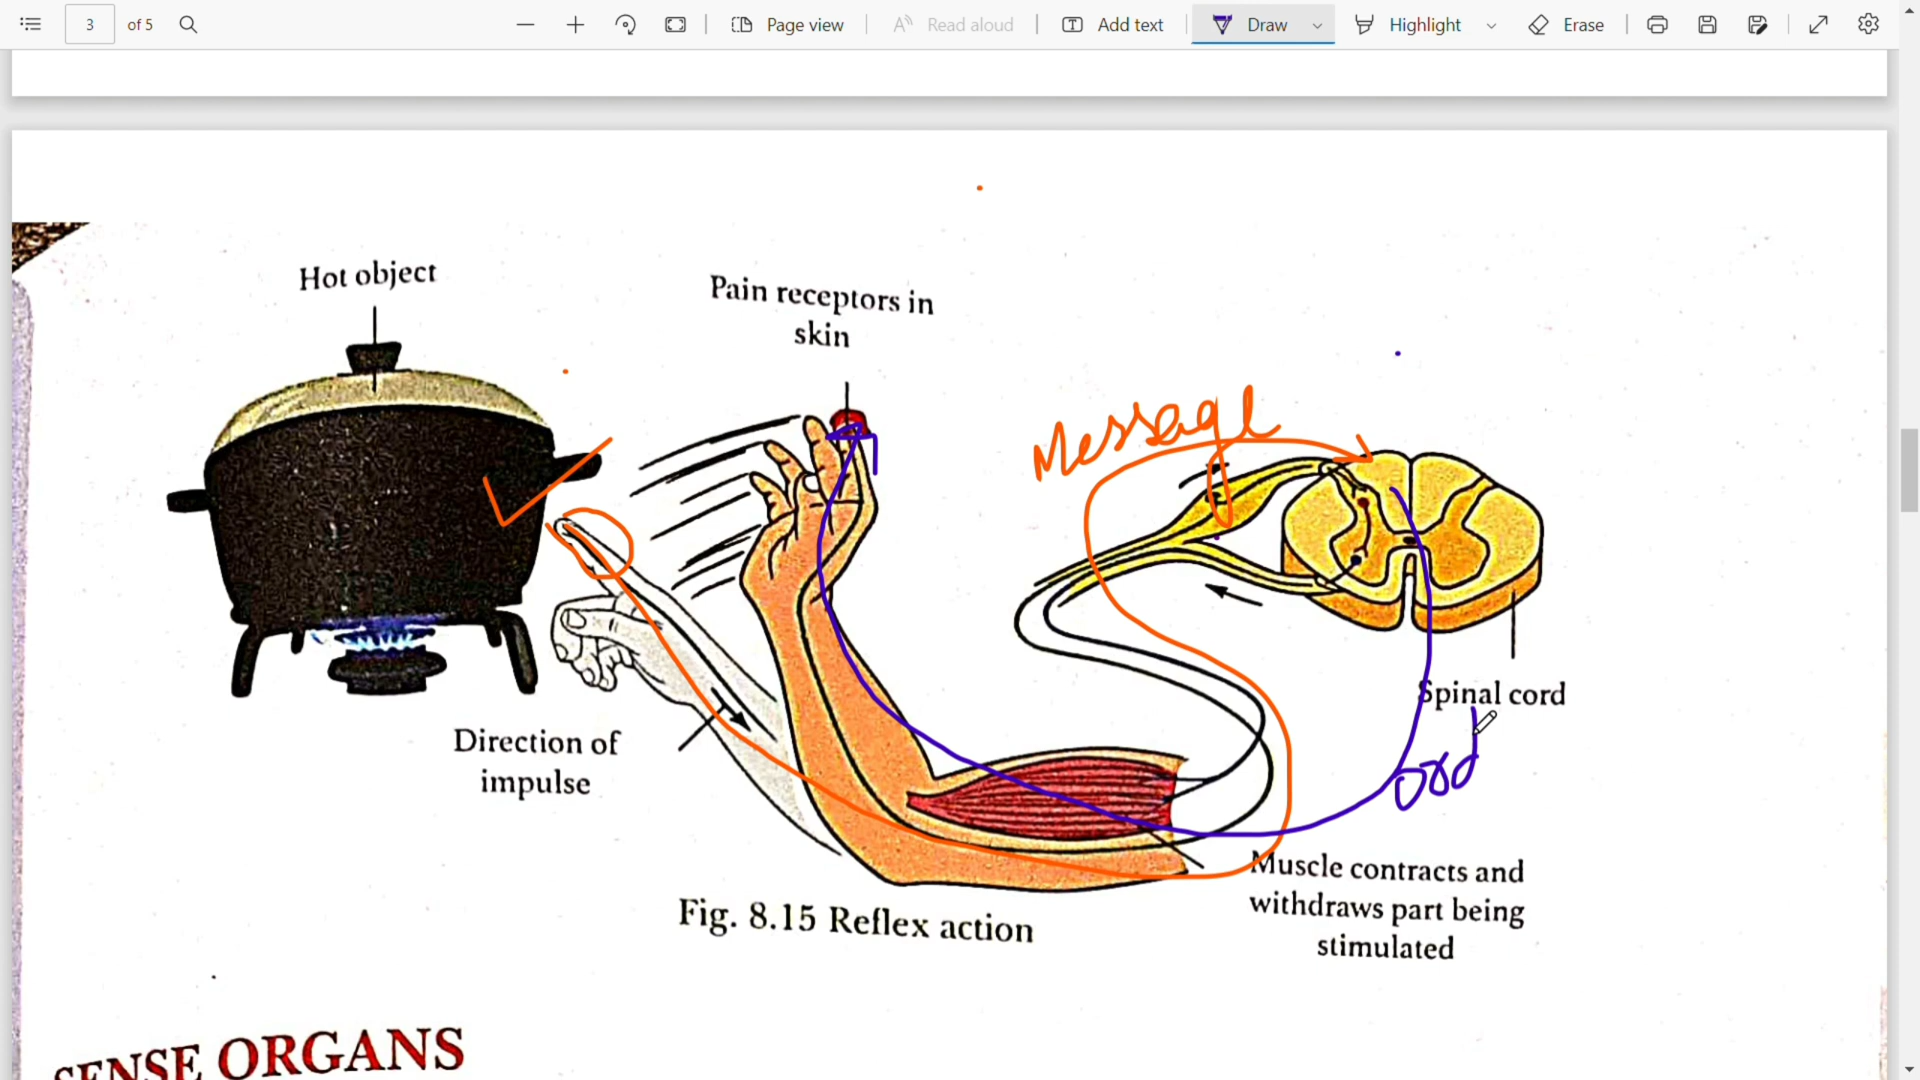 3 of 5 Page view Read aloud Add text Draw Highlight Erase
Hot object
Pain receptors in
skin
Message
Spinal cord
ord
Direction of
impulse
Muscle contracts and
withdraws part being
stimulated
Fig. 8.15 Reflex action
SENSE ORGANS